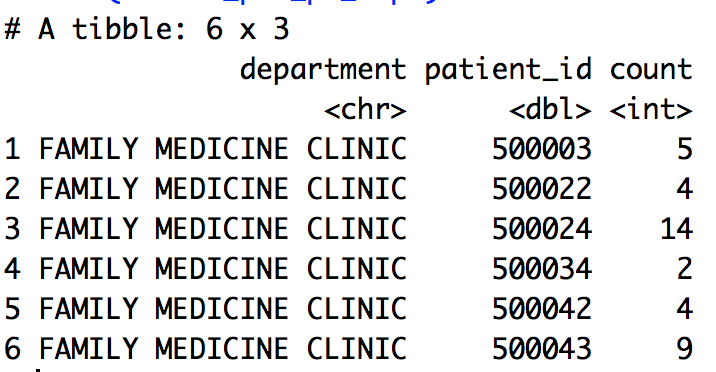 # A tibble: 6 x 3
department patient_id count
<chr> <dbl> <int>
1 FAMILY MEDICINE CLINIC 500003 5
2 FAMILY MEDICINE CLINIC 500022 4
3 FAMILY MEDICINE CLINIC 500024 14
4 FAMILY MEDICINE CLINIC 500034 2
5 FAMILY MEDICINE CLINIC 500042 4
6 FAMILY MEDICINE CLINIC 500043 9